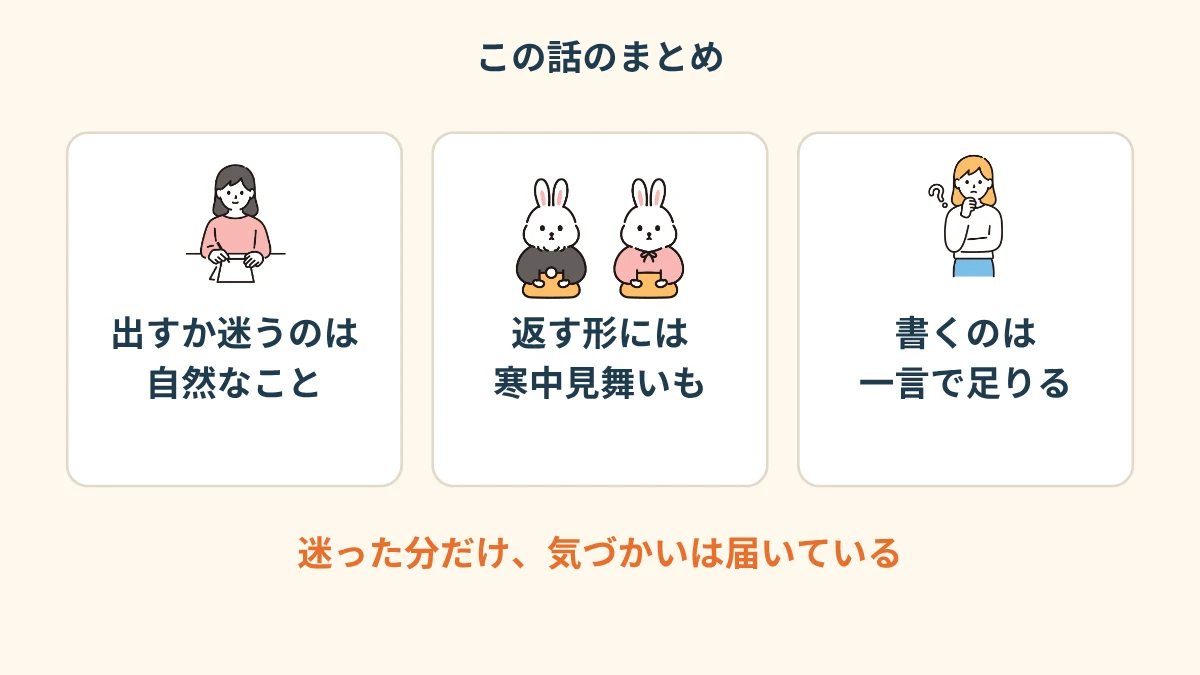 この話のまとめ
出すか迷うのは
自然なこと
返す形には
寒中見舞いも
書くのは
一言で足りる
迷った分だけ、気づかいは届いている